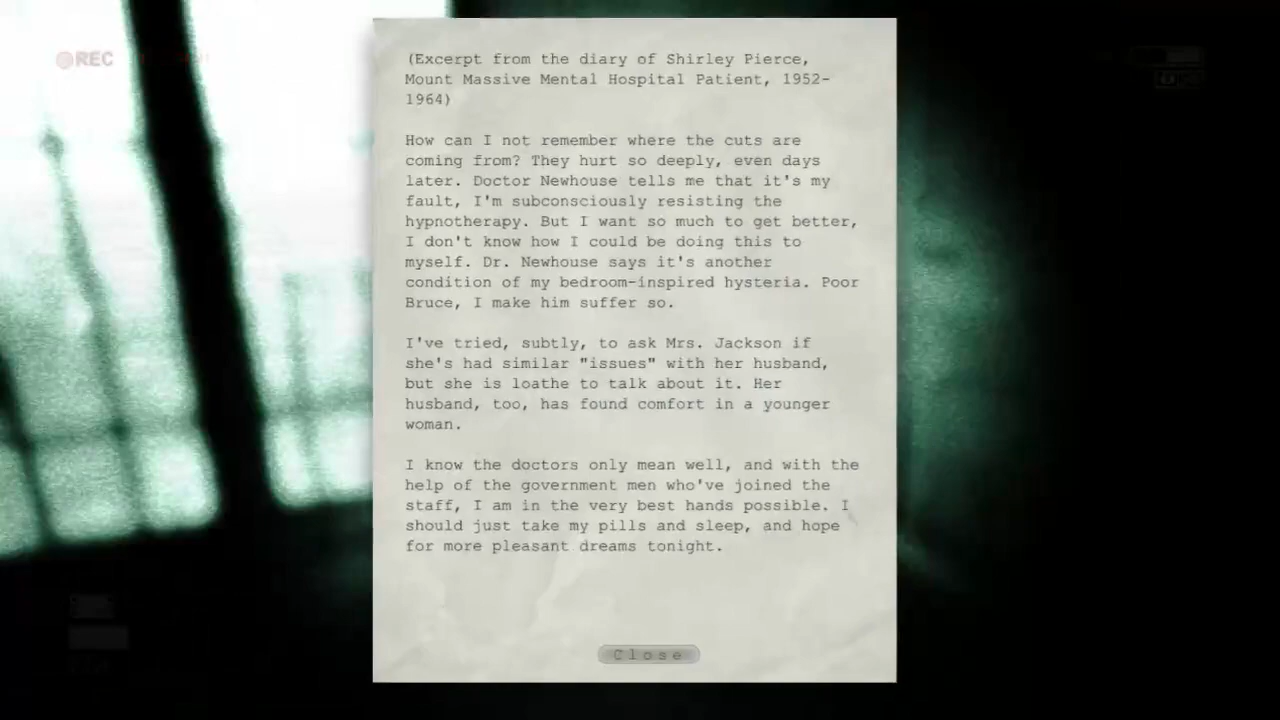 REC
(Excerpt from the diary of Shirley Pierce,
Mount Massive Mental Hospital Patient, 1952-
1964)
How can I not remember where the cuts are
coming from? They hurt so deeply, even days
later. Doctor Newhouse tells me that it's my
fault, I'm subconsciously resisting the
hypnotherapy. But I want so much to get better,
I don't know how I could be doing this to
myself. Dr. Newhouse says it's another
condition of my bedroom-inspired hysteria. Poor
Bruce, I make him suffer so.
I've tried, subtly, to ask Mrs. Jackson if
she's had similar "issues" with her husband,
but she is loathe to talk about it. Her
husband, too, has found comfort in a younger
woman.
I know the doctors only mean well, and with the
help of the government men who've joined the
staff, I am in the very best hands possible. I
should just take my pills and sleep, and hope
for more pleasant dreams tonight.
Close